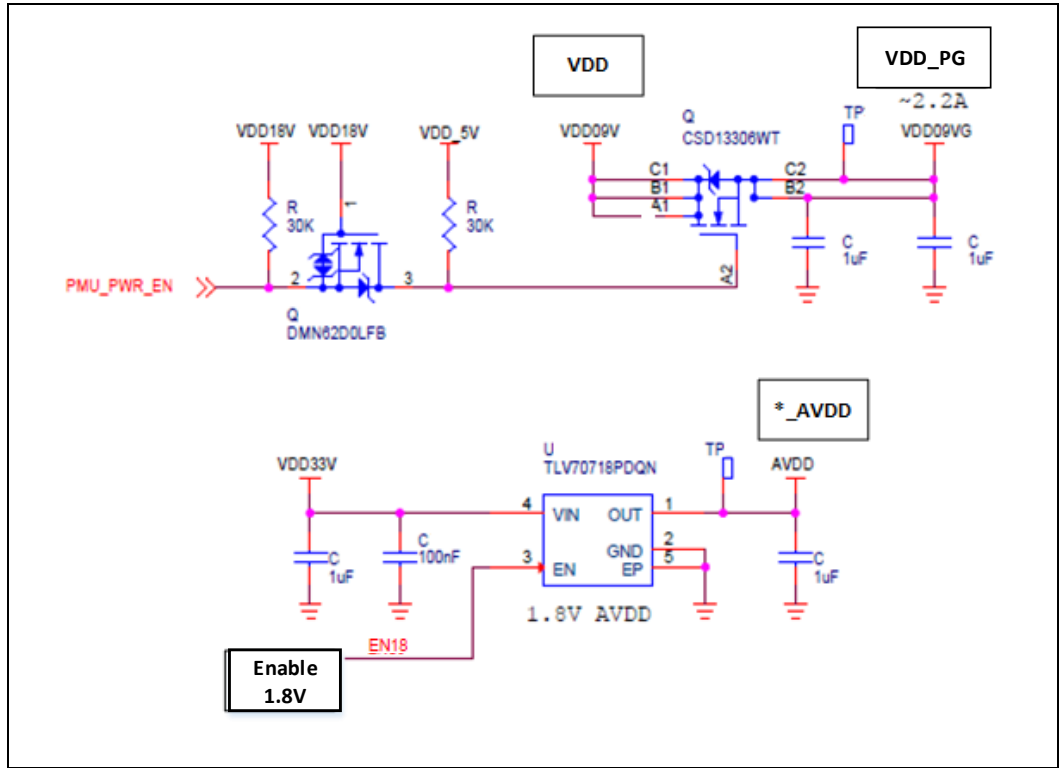 VDD
VDD_PG
~2.2A
VDD18V VDD18V VDD_5V VDD09V Q TP VDD09VG
CSD13306WT
C1 C2
B1 B2
A1
R
30K
1
R
30K
C
1uF
C
1uF
PMU_PWR_EN 2 3 A2
Q
DMN62D0LFB
*_AVDD
VDD33V U TP AVDD
TLV70718PDQN
4 VIN OUT 1
GND 2
3 EN EP 5
C
1uF
C
100nF
C
1uF
1.8V AVDD
EN18
Enable
1.8V